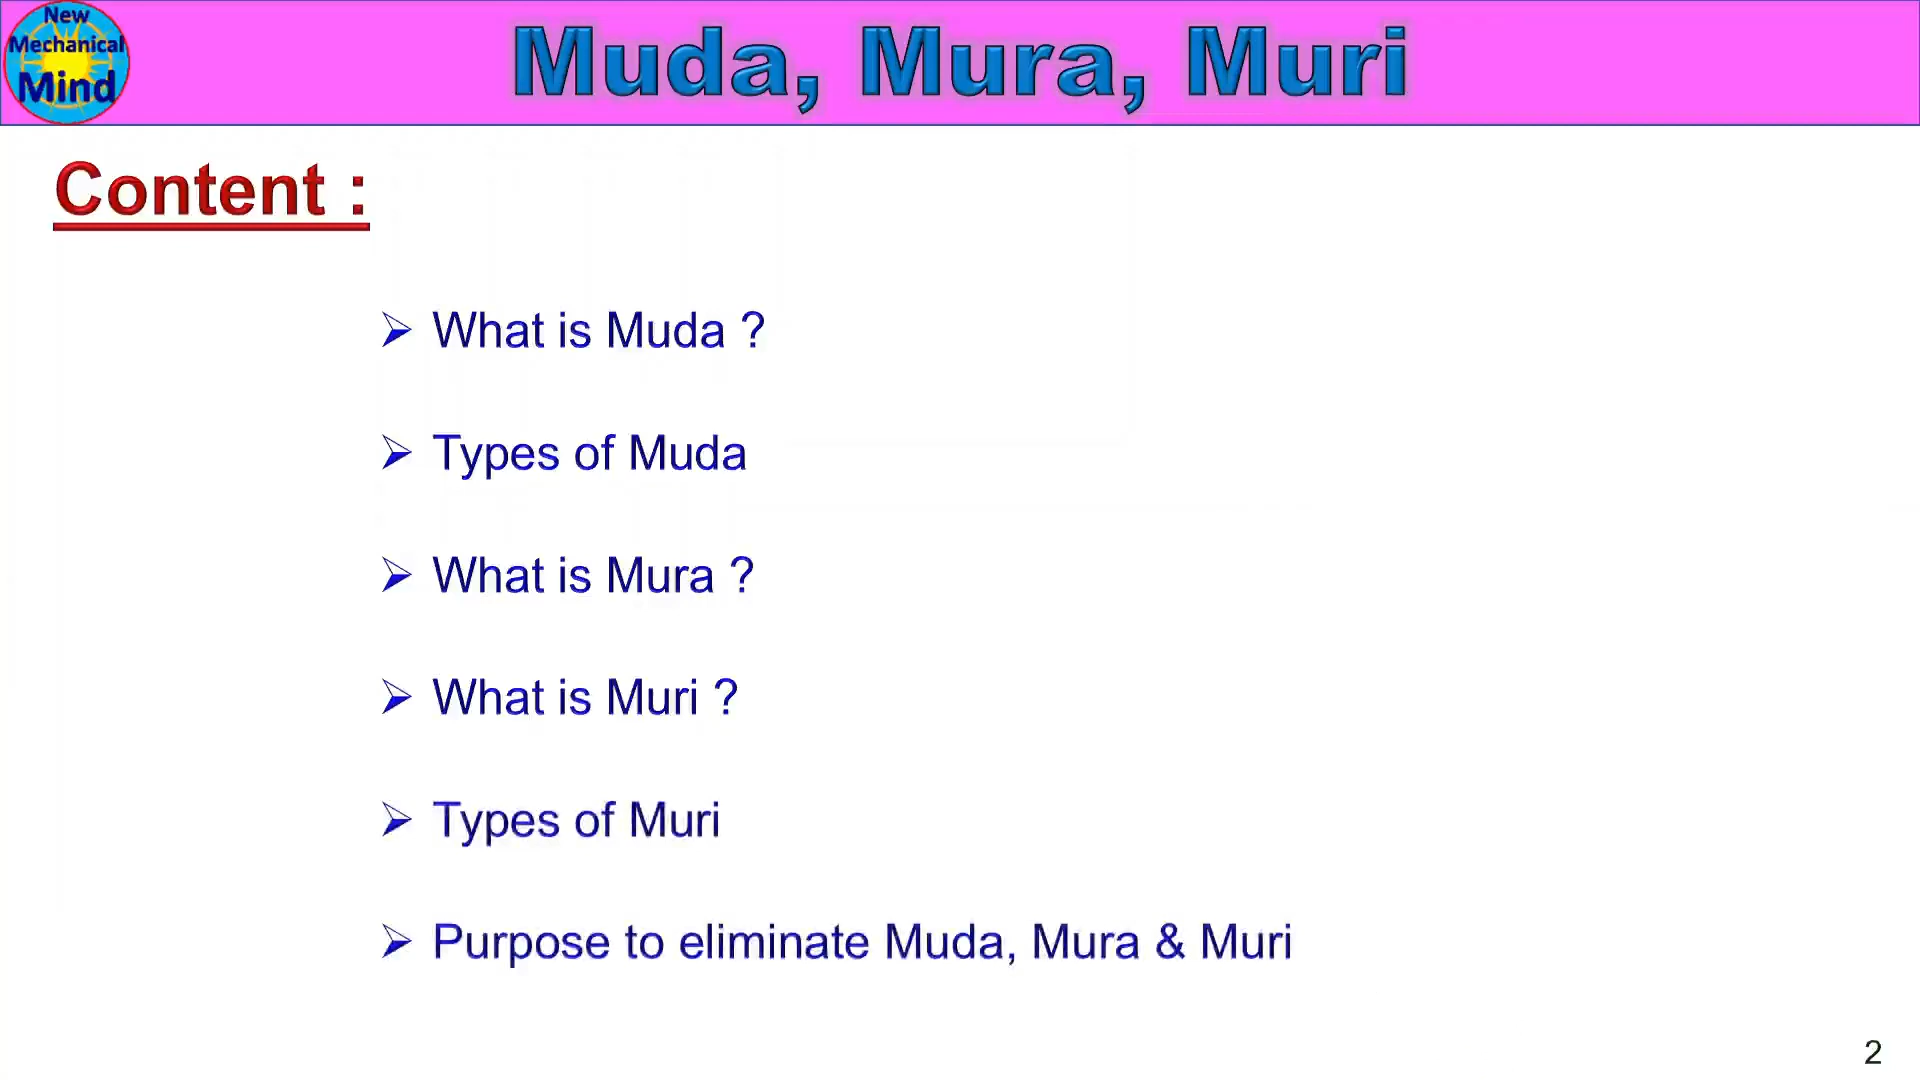 New
Mechanical
Mind
Muda, Mura, Muri
Content :
➢ What is Muda ?
➢ Types of Muda
➢ What is Mura ?
➢ What is Muri ?
➢ Types of Muri
➢ Purpose to eliminate Muda, Mura & Muri
2